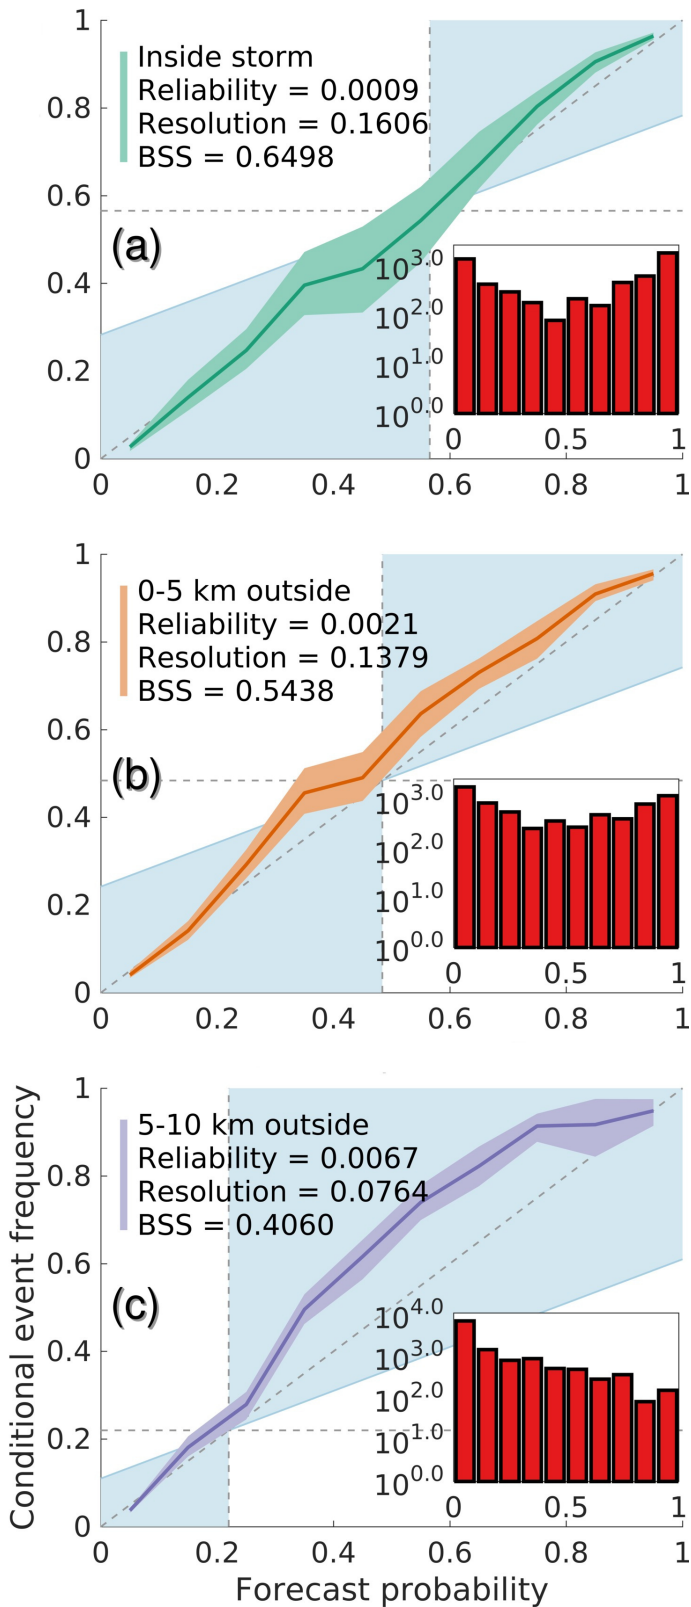 1
Inside storm
Reliability = 0.0009
0.8
Resolution = 0.1606
BSS = 0.6498
0.6
(a)
10^3.0
0.4
10^2.0
10^1.0
0.2
10^0.0
0 0.5 1
0
0 0.2 0.4 0.6 0.8 1
1
0-5 km outside
Reliability = 0.0021
0.8
Resolution = 0.1379
BSS = 0.5438
0.6
(b)
10^3.0
0.4
10^2.0
10^1.0
0.2
10^0.0
0 0.5 1
0
0 0.2 0.4 0.6 0.8 1
Conditional event frequency
1
5-10 km outside
Reliability = 0.0067
0.8
Resolution = 0.0764
BSS = 0.4060
0.6
(c)
10^4.0
0.4
10^3.0
10^2.0
0.2
10^1.0
10^0.0
0 0.5 1
0
0 0.2 0.4 0.6 0.8 1
Forecast probability